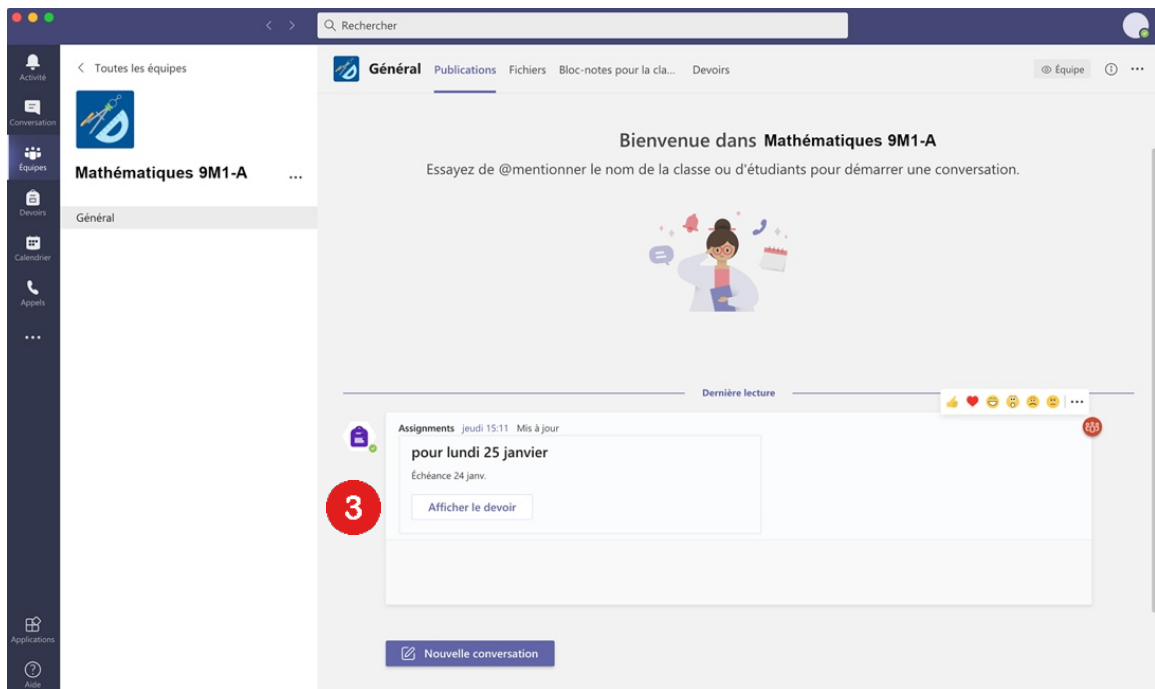 Rechercher
Activité
Conversation
Équipes
Devoirs
Calendrier
Appels
Applications
Aide
Toutes les équipes
Mathématiques 9M1-A
Général
Général Publications Fichiers Bloc-notes pour la cla... Devoirs
Équipe
Bienvenue dans Mathématiques 9M1-A
Essayez de @mentionner le nom de la classe ou d'étudiants pour démarrer une conversation.
Dernière lecture
Assignments jeudi 15:11 Mis à jour
pour lundi 25 janvier
Échéance 24 janv.
3
Afficher le devoir
Nouvelle conversation